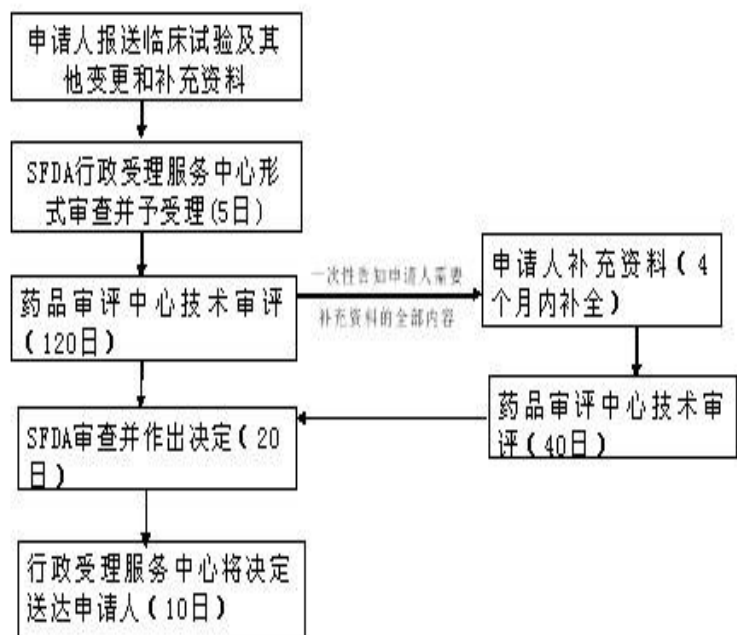 申请人报送临床试验及其
他变更和补充资料
SFDA行政受理服务中心形
式审查并予受理(5日)
药品审评中心技术审评
(120日)
一次性告知申请人需要
补充资料的全部内容
申请人补充资料(4
个月内补全)
药品审评中心技术审
评(40日)
SFDA审查并作出决定(20
日)
行政受理服务中心将决定
送达申请人(10日)